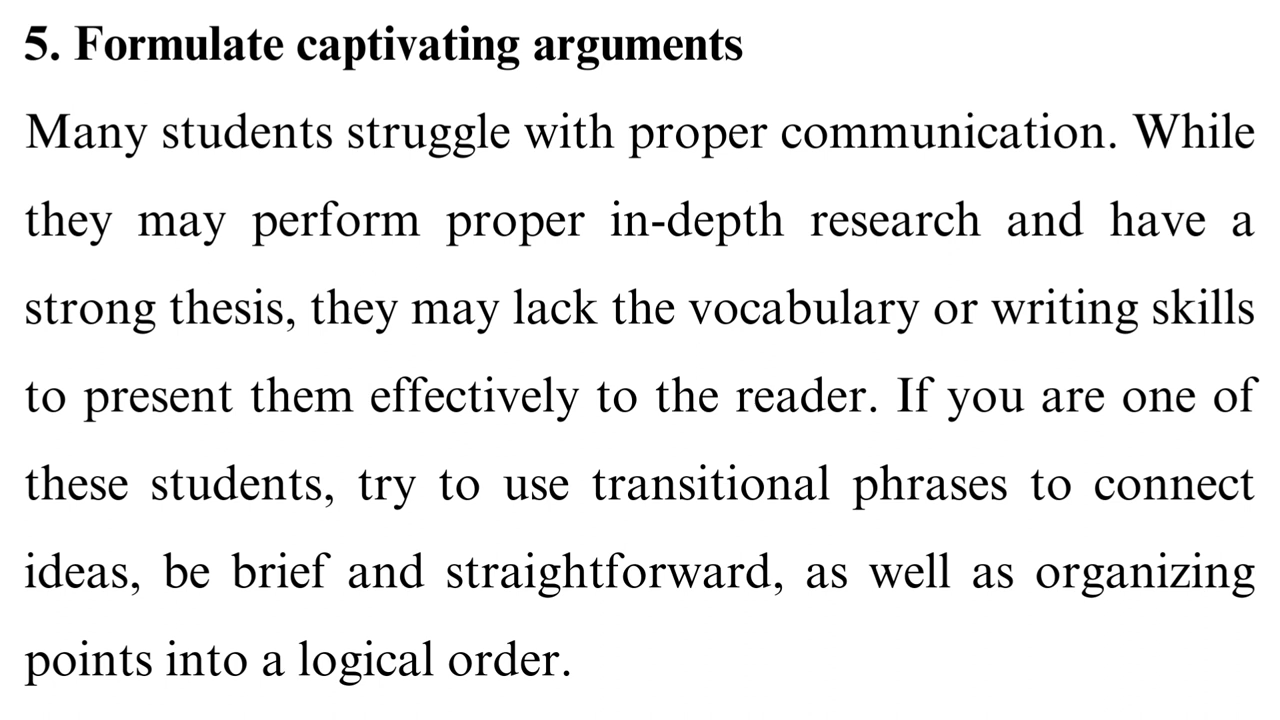 5. Formulate captivating arguments
Many students struggle with proper communication. While
they may perform proper in-depth research and have a
strong thesis, they may lack the vocabulary or writing skills
to present them effectively to the reader. If you are one of
these students, try to use transitional phrases to connect
ideas, be brief and straightforward, as well as organizing
points into a logical order.